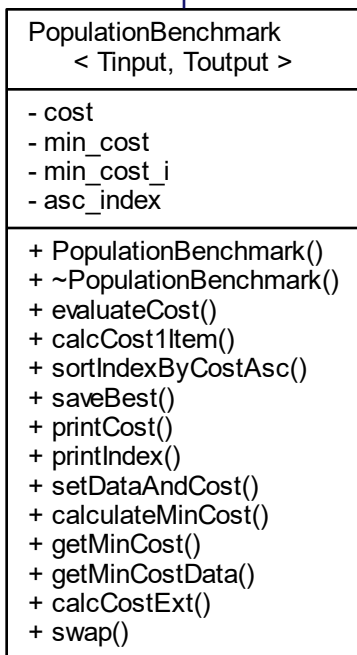 PopulationBenchmark
< Tinput, Toutput >
- cost
- min_cost
- min_cost_i
- asc_index
+ PopulationBenchmark()
+ ~PopulationBenchmark()
+ evaluateCost()
+ calcCost1Item()
+ sortIndexByCostAsc()
+ saveBest()
+ printCost()
+ printIndex()
+ setDataAndCost()
+ calculateMinCost()
+ getMinCost()
+ getMinCostData()
+ calcCostExt()
+ swap()